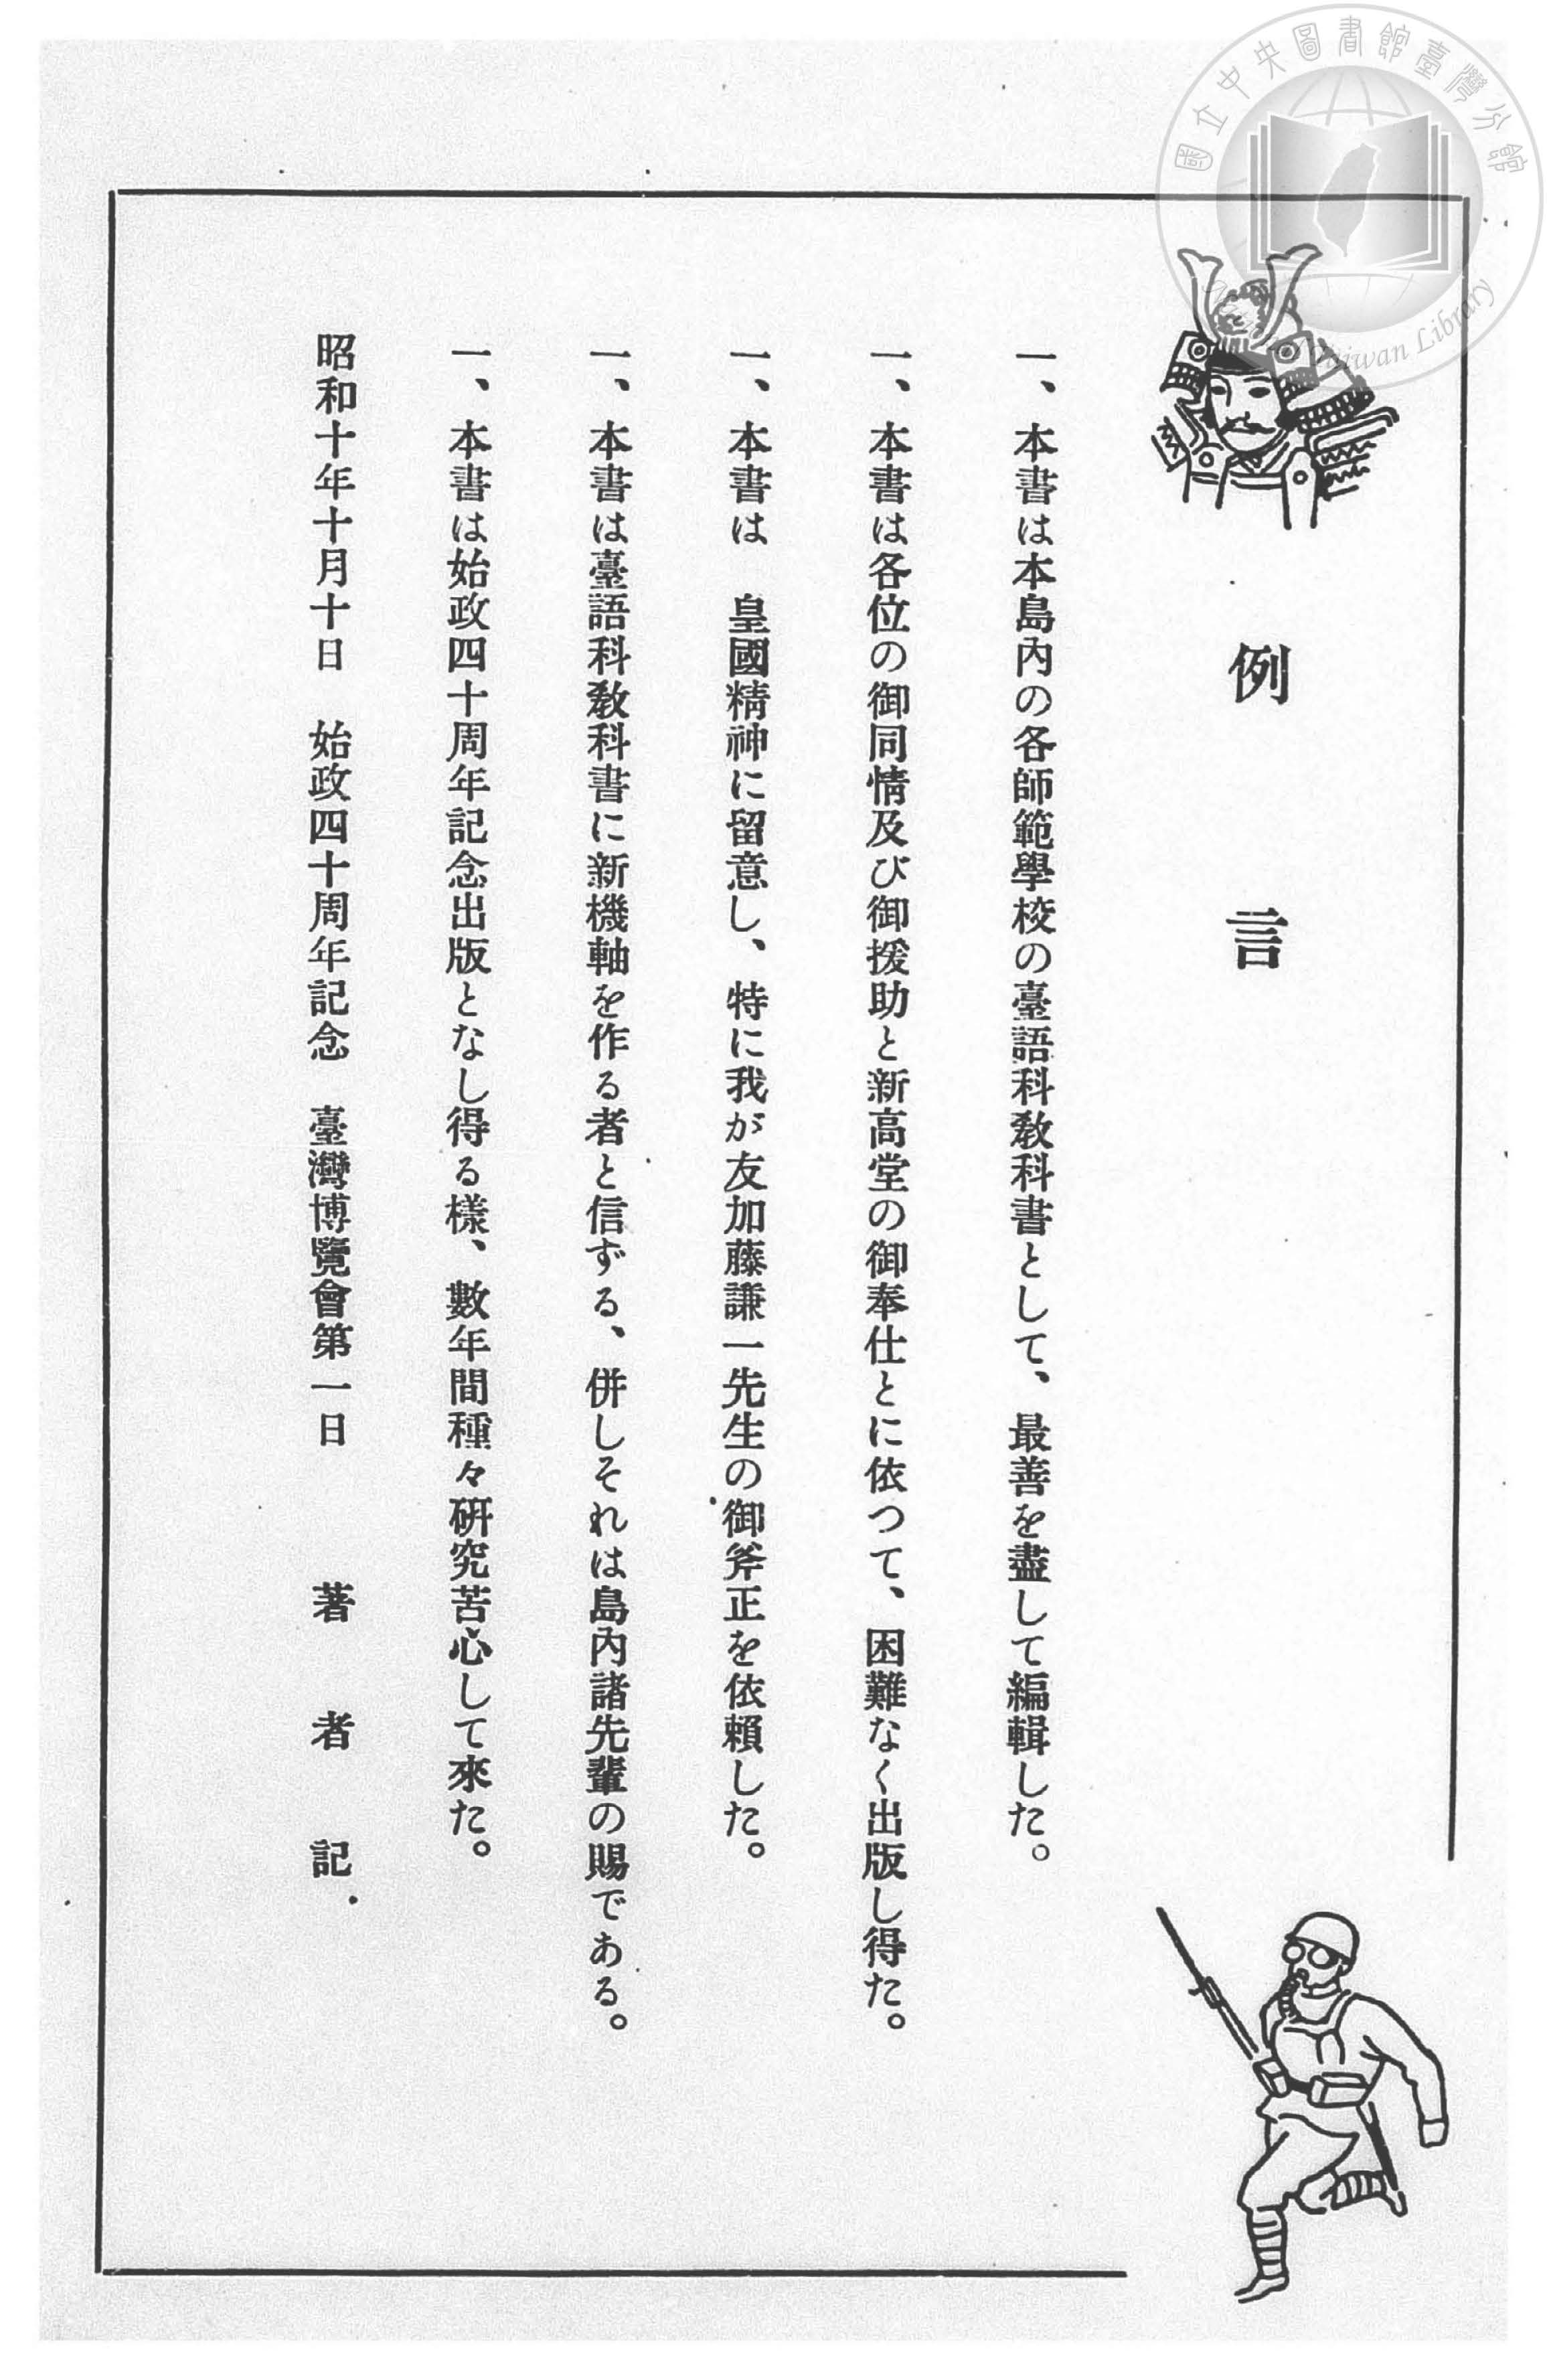 國立中央圖書館臺灣分館
Taiwan Library
例言
一、本書は本島內の各師範學校の臺語科教科書として、最善を盡して編輯した。
一、本書は各位の御同情及び御援助と新高堂の御奉仕とに依つて、困難なく出版し得た。
一、本書は　皇國精神に留意し、特に我が友加藤謙一先生の御斧正を依賴した。
一、本書は臺語科教科書に新機軸を作る者と信ずる、併しそれは島內諸先輩の賜である。
一、本書は始政四十周年記念出版となし得る樣、數年間種々硏究苦心して來た。
昭和十年十月十日　始政四十周年記念　臺灣博覽會第一日　著者記.